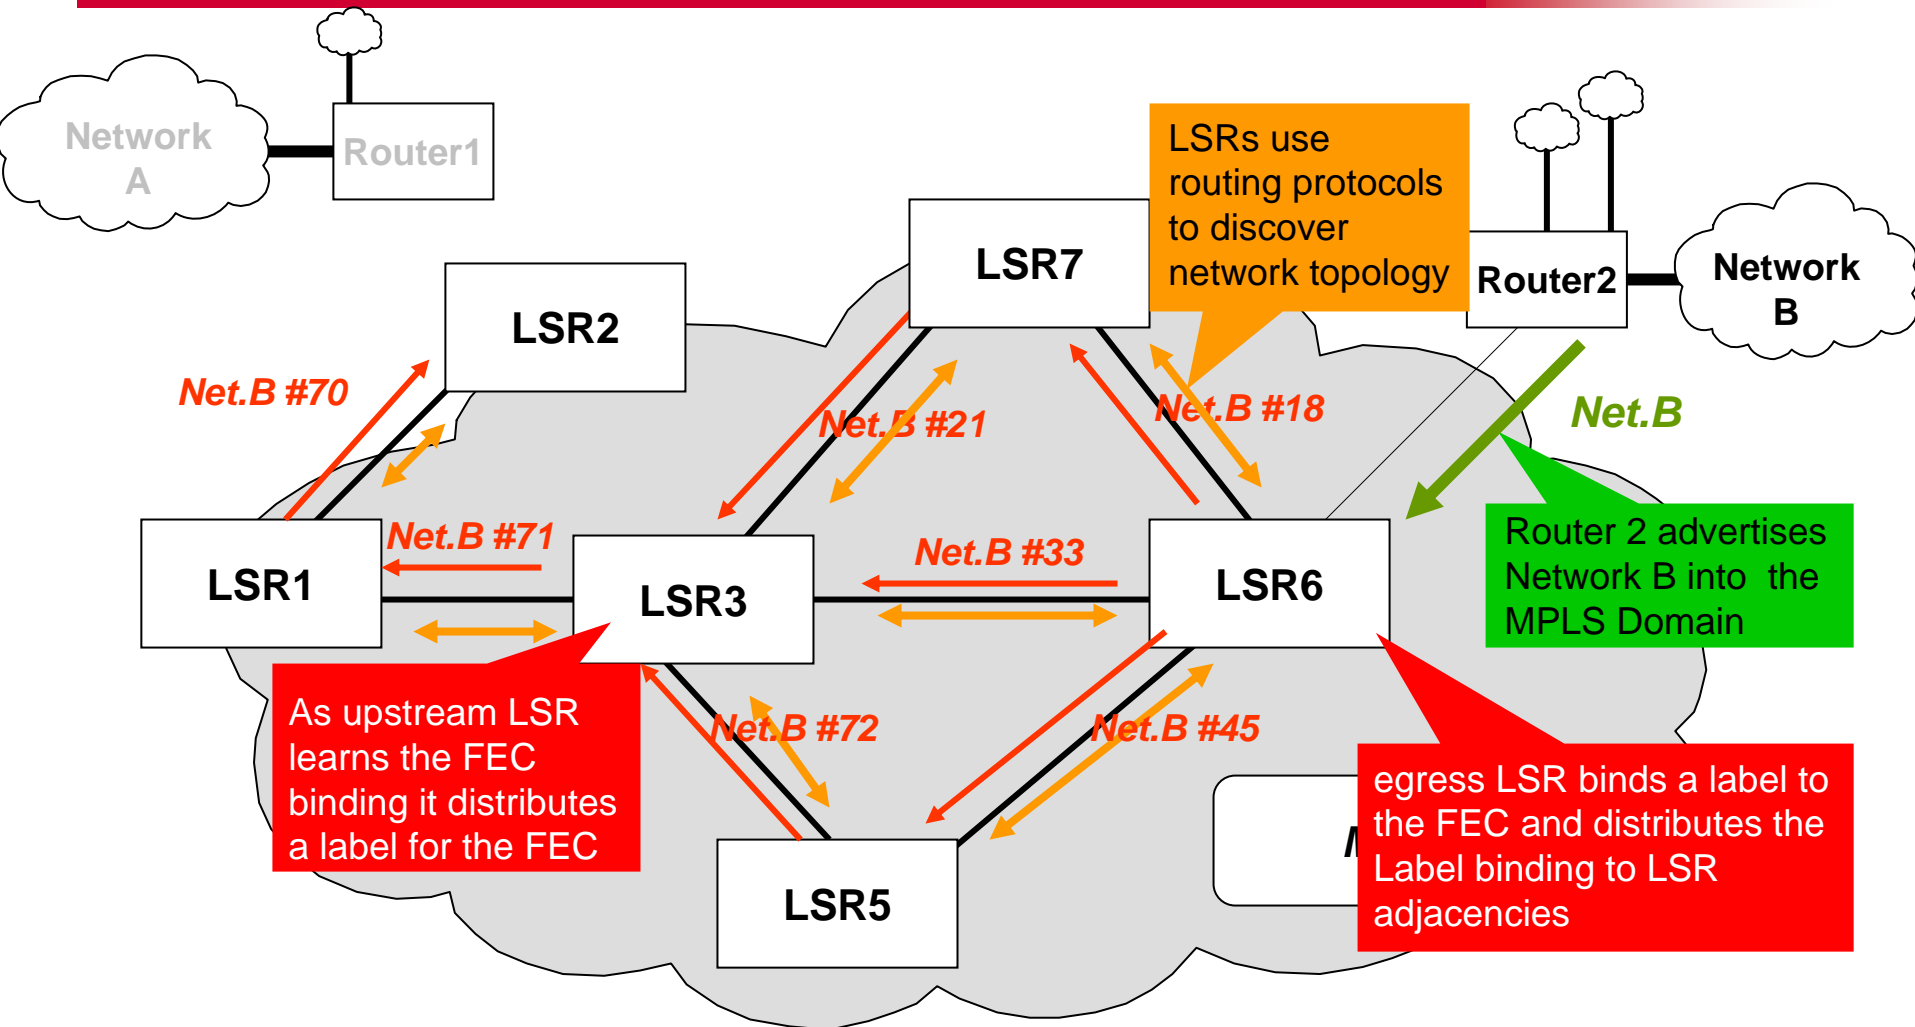 Network
A
Router1
LSRs use
routing protocols
to discover
network topology
LSR7
Router2
Network
B
LSR2
Net.B #70
Net.B #21
Net.B #18
Net.B
Net.B #71
Net.B #33
Router 2 advertises
Network B into the
MPLS Domain
LSR1
LSR3
LSR6
As upstream LSR
learns the FEC
binding it distributes
a label for the FEC
Net.B #72
Net.B #45
egress LSR binds a label to
the FEC and distributes the
Label binding to LSR
adjacencies
LSR5